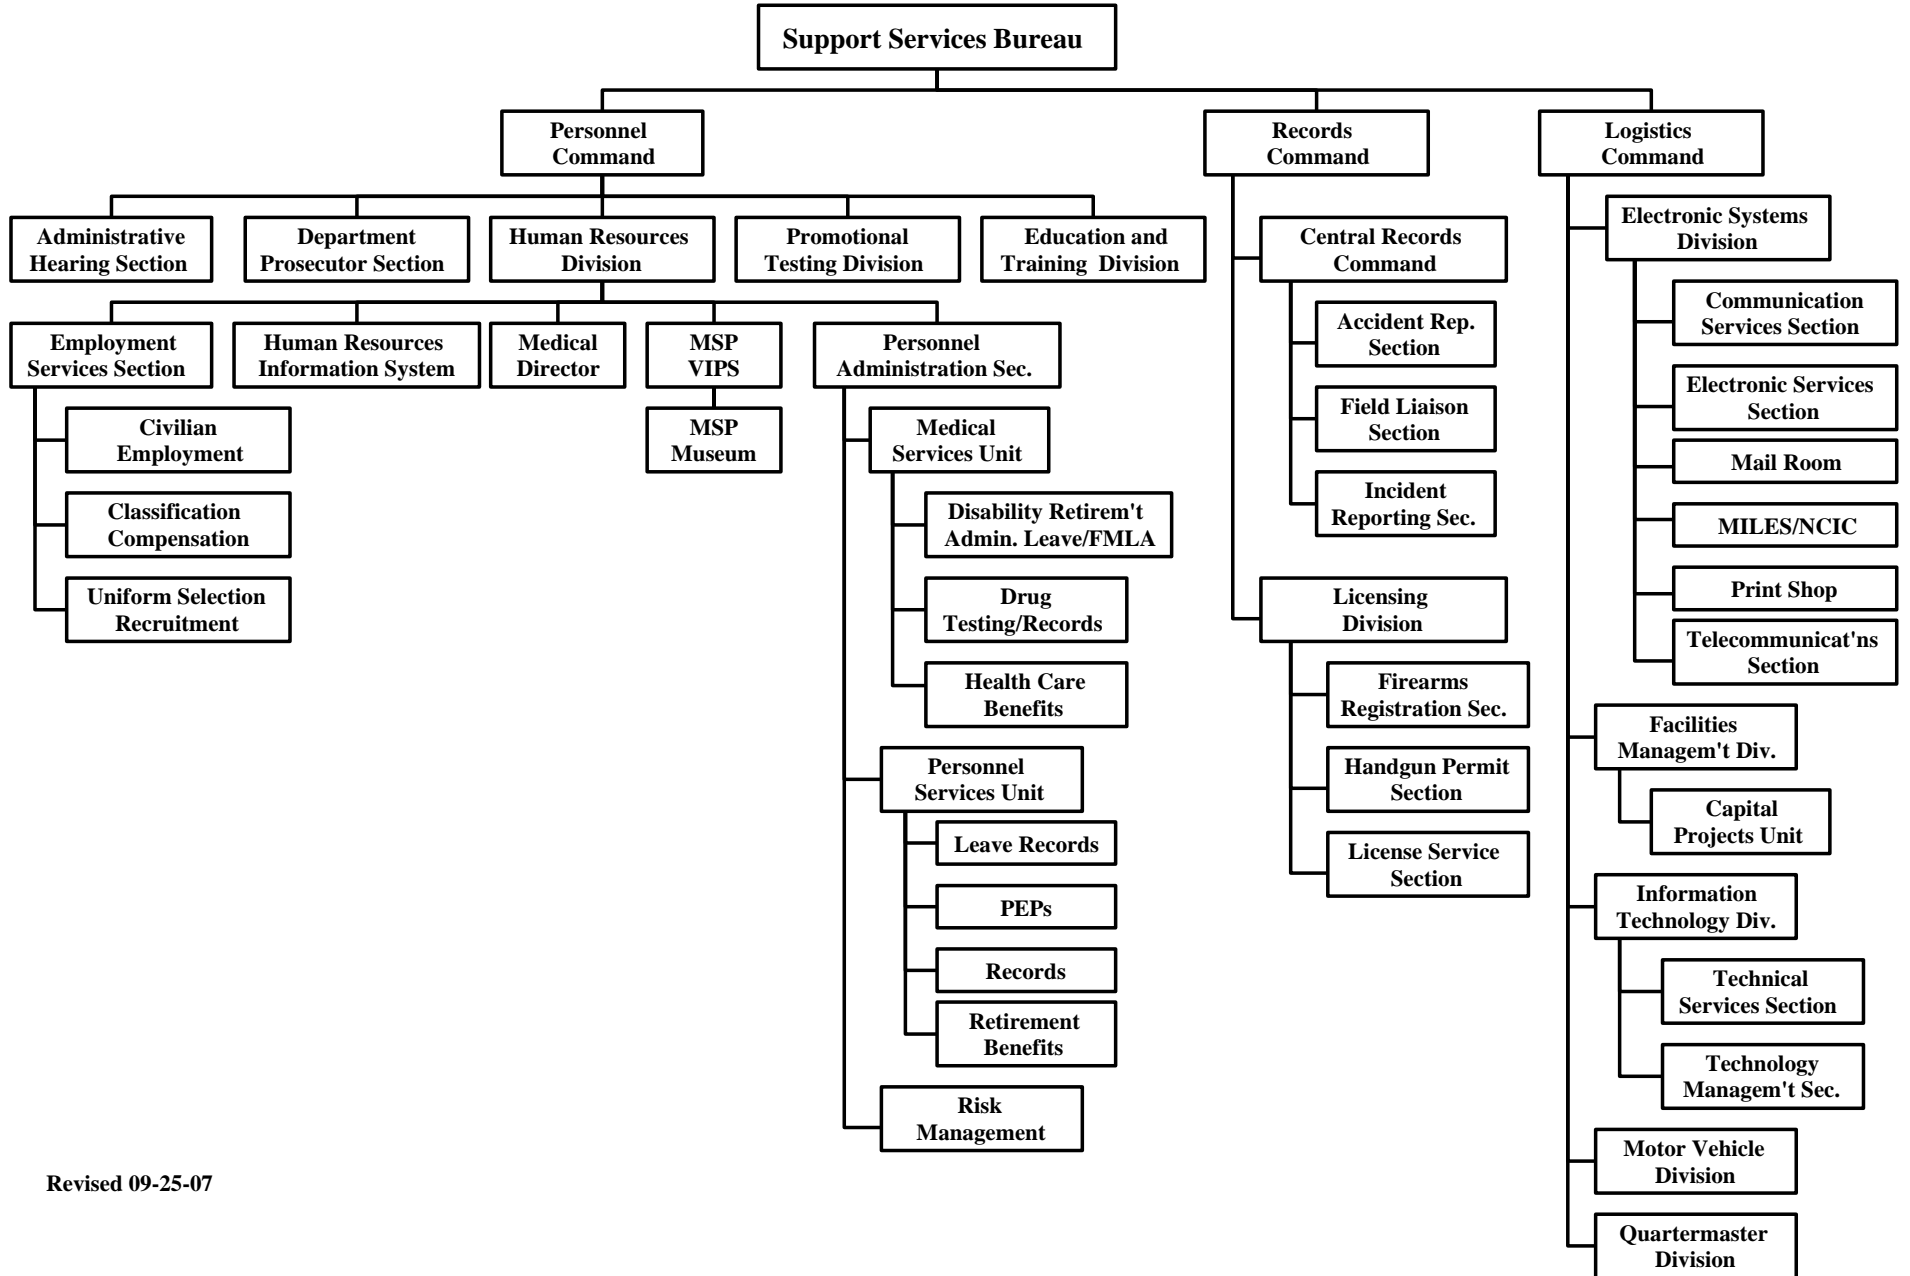 Support Services Bureau
Personnel
Command
Records
Command
Logistics
Command
Administrative
Hearing Section
Department
Prosecutor Section
Human Resources
Division
Promotional
Testing Division
Education and
Training Division
Employment
Services Section
Human Resources
Information System
Medical
Director
MSP
VIPS
Personnel
Administration Sec.
Civilian
Employment
Classification
Compensation
Uniform Selection
Recruitment
MSP
Museum
Medical
Services Unit
Disability Retirem't
Admin. Leave/FMLA
Drug
Testing/Records
Health Care
Benefits
Personnel
Services Unit
Leave Records
PEPs
Records
Retirement
Benefits
Risk
Management
Central Records
Command
Accident Rep.
Section
Field Liaison
Section
Incident
Reporting Sec.
Licensing
Division
Firearms
Registration Sec.
Handgun Permit
Section
License Service
Section
Electronic Systems
Division
Communication
Services Section
Electronic Services
Section
Mail Room
MILES/NCIC
Print Shop
Telecommunicat'ns
Section
Facilities
Managem't Div.
Capital
Projects Unit
Information
Technology Div.
Technical
Services Section
Technology
Managem't Sec.
Motor Vehicle
Division
Quartermaster
Division
Revised 09-25-07